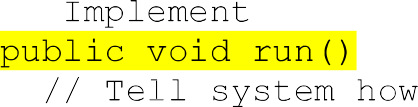 Implement
public void run()
// Tell system how